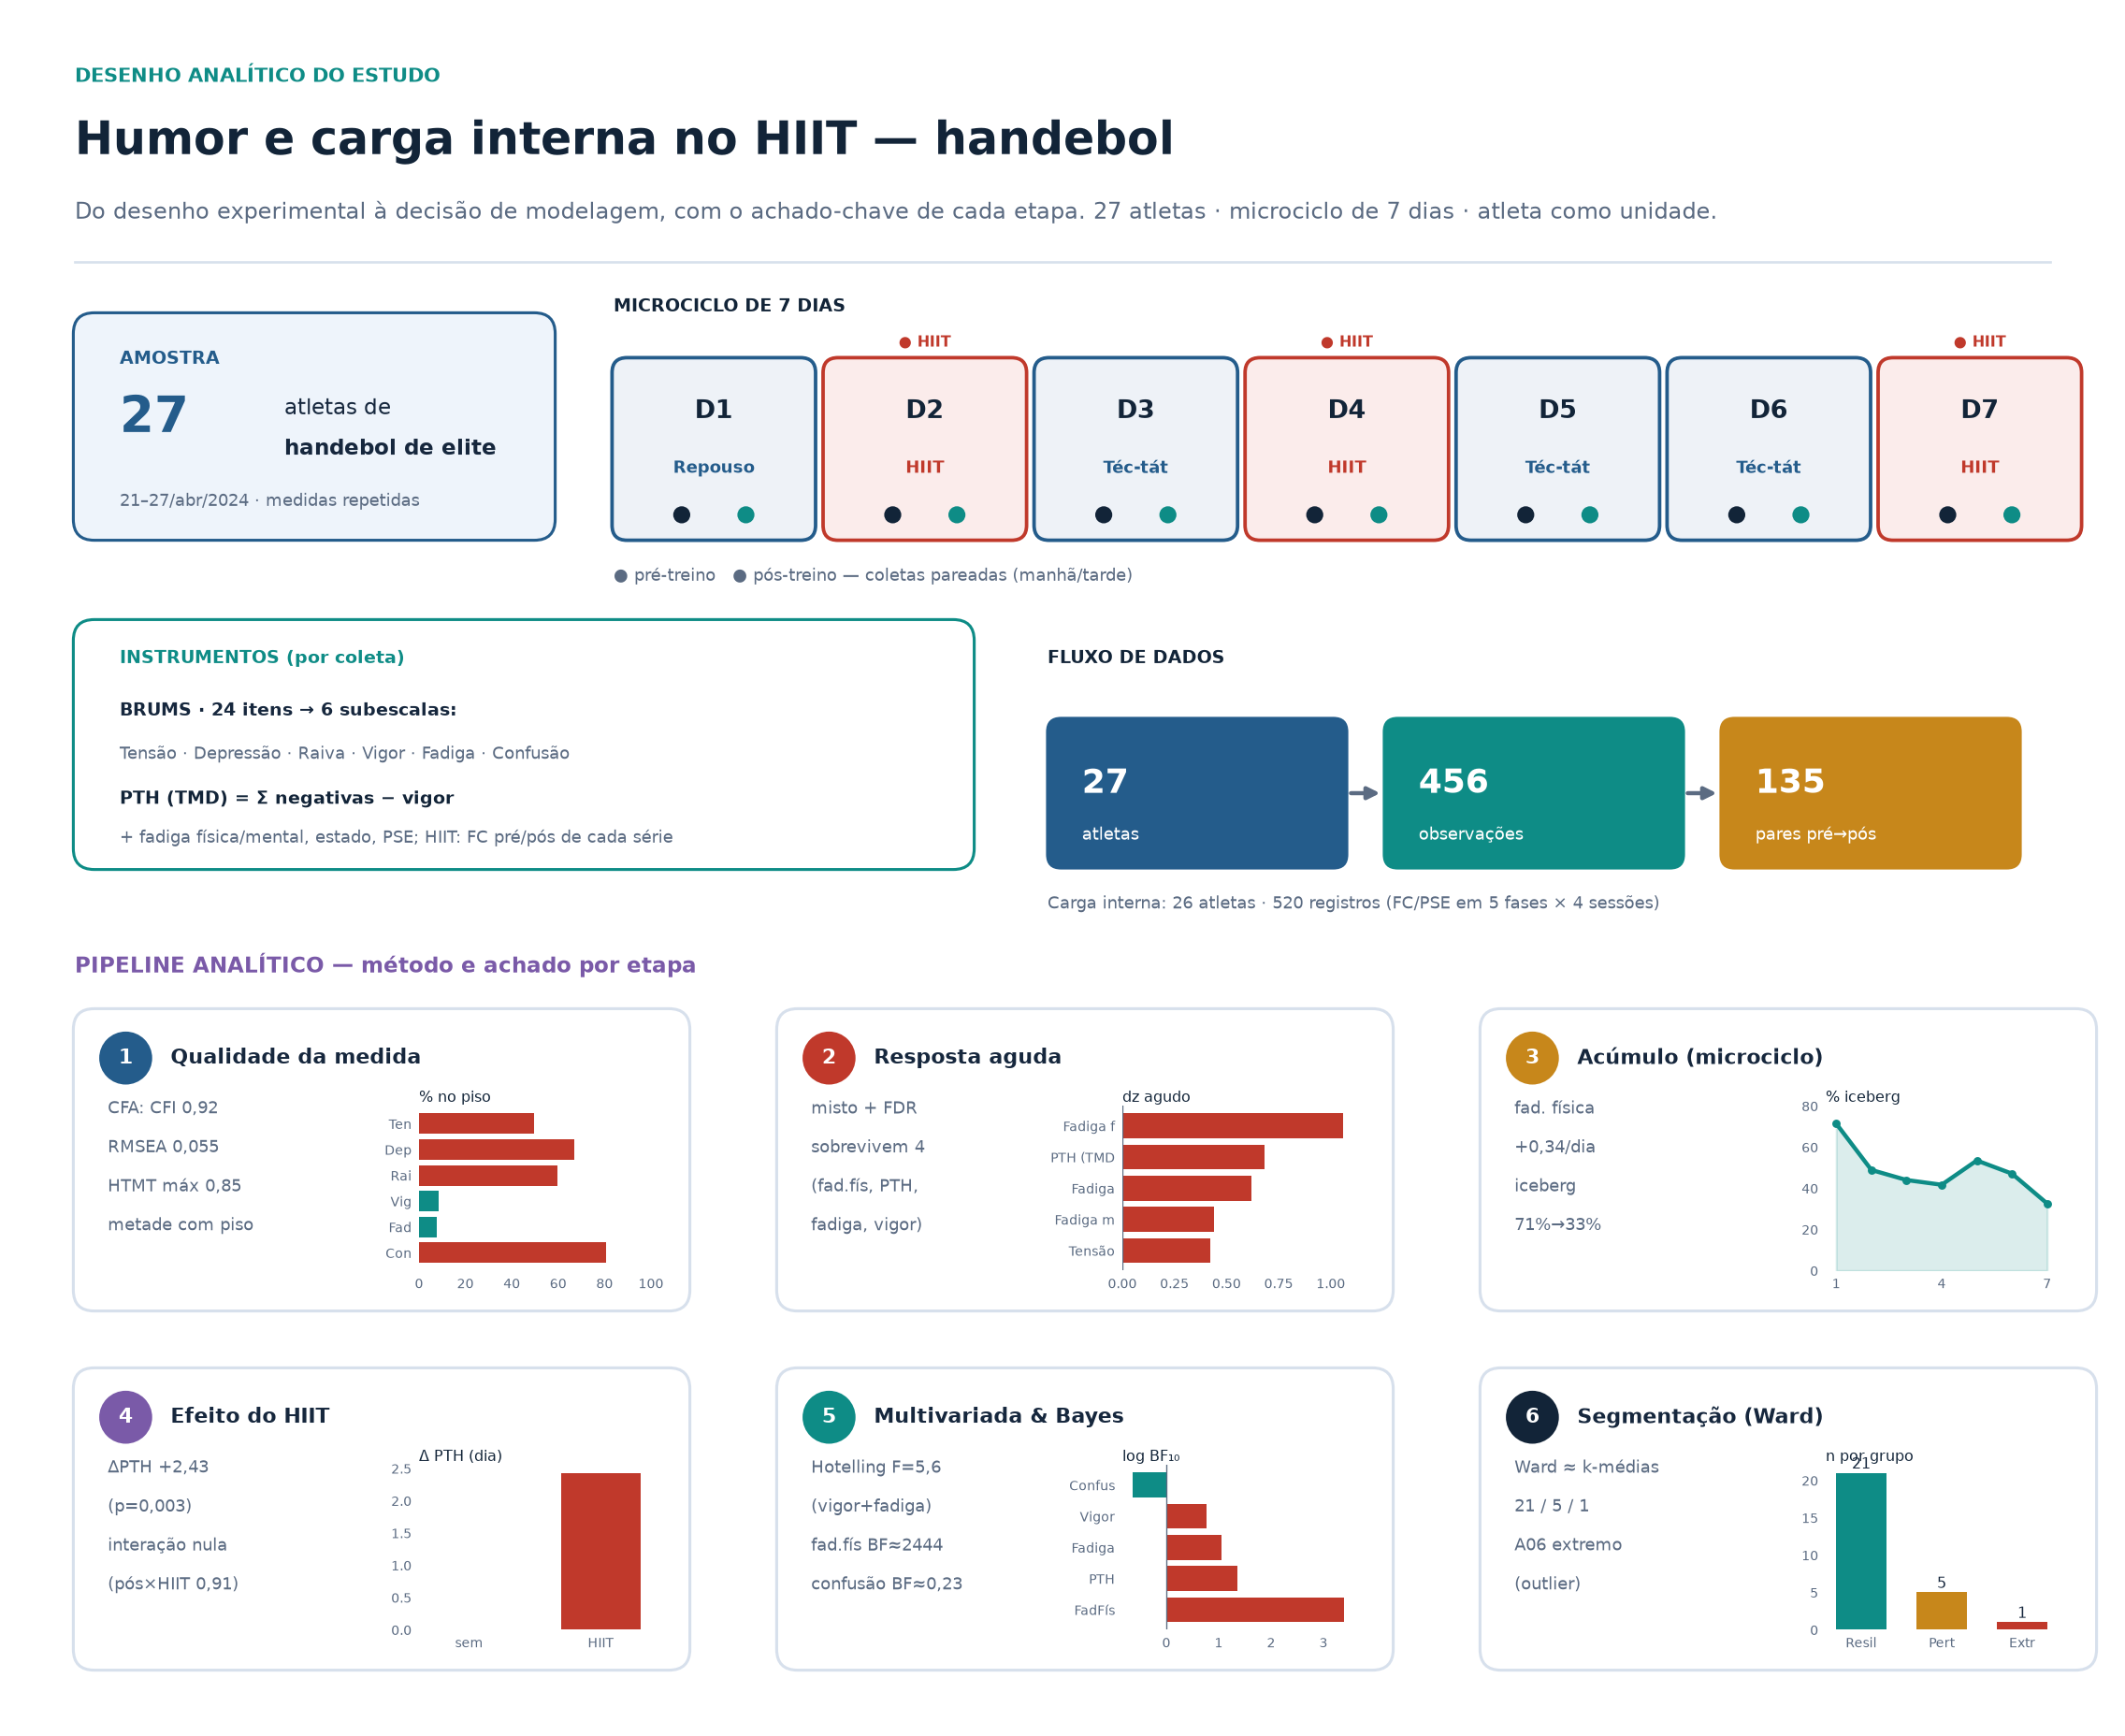 DESENHO ANALÍTICO DO ESTUDO
Humor e carga interna no HIIT — handebol
Do desenho experimental à decisão de modelagem, com o achado-chave de cada etapa. 27 atletas · microciclo de 7 dias · atleta como unidade.
AMOSTRA
27
atletas de
handebol de elite
21–27/abr/2024 · medidas repetidas
MICROCICLO DE 7 DIAS
● HIIT
● HIIT
● HIIT
D1
Repouso
D2
HIIT
D3
Téc-tát
D4
HIIT
D5
Téc-tát
D6
Téc-tát
D7
HIIT
● pré-treino ● pós-treino — coletas pareadas (manhã/tarde)
INSTRUMENTOS (por coleta)
BRUMS · 24 itens → 6 subescalas:
Tensão · Depressão · Raiva · Vigor · Fadiga · Confusão
PTH (TMD) = Σ negativas − vigor
+ fadiga física/mental, estado, PSE; HIIT: FC pré/pós de cada série
FLUXO DE DADOS
27
atletas
456
observações
135
pares pré→pós
Carga interna: 26 atletas · 520 registros (FC/PSE em 5 fases × 4 sessões)
PIPELINE ANALÍTICO — método e achado por etapa
1
Qualidade da medida
CFA: CFI 0,92
RMSEA 0,055
HTMT máx 0,85
metade com piso
% no piso
Ten
Dep
Rai
Vig
Fad
Con
0 20 40 60 80 100
2
Resposta aguda
misto + FDR
sobrevivem 4
(fad.fís, PTH,
fadiga, vigor)
dz agudo
Fadiga f
PTH (TMD
Fadiga
Fadiga m
Tensão
0.00 0.25 0.50 0.75 1.00
3
Acúmulo (microciclo)
fad. física
+0,34/dia
iceberg
71%→33%
% iceberg
80
60
40
20
0
1 4 7
4
Efeito do HIIT
ΔPTH +2,43
(p=0,003)
interação nula
(pós×HIIT 0,91)
Δ PTH (dia)
2.5
2.0
1.5
1.0
0.5
0.0
sem HIIT
5
Multivariada & Bayes
Hotelling F=5,6
(vigor+fadiga)
fad.fís BF≈2444
confusão BF≈0,23
log BF₁₀
Confus
Vigor
Fadiga
PTH
FadFís
0 1 2 3
6
Segmentação (Ward)
Ward ≈ k-médias
21 / 5 / 1
A06 extremo
(outlier)
n por grupo
21
5
1
20
15
10
5
0
Resil Pert Extr